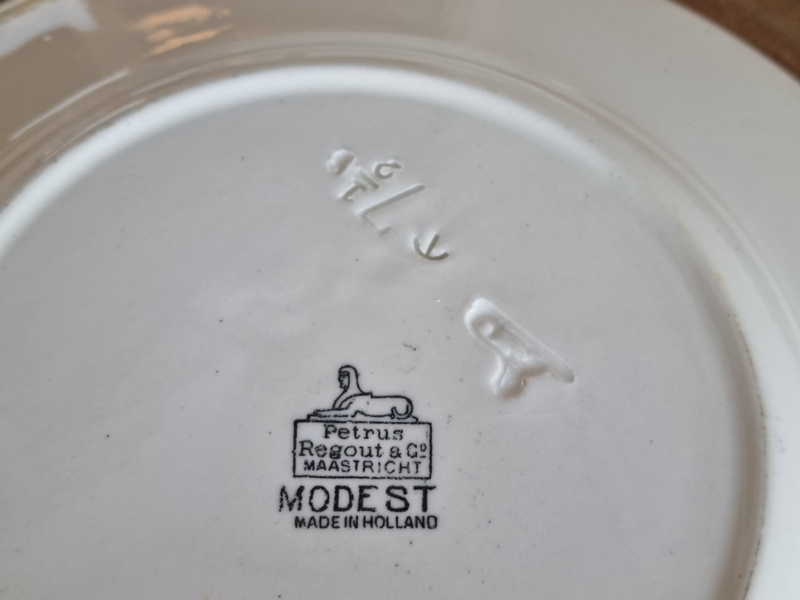 Petrus
Regout & Cº
MAASTRICHT
MODEST
MADE IN HOLLAND